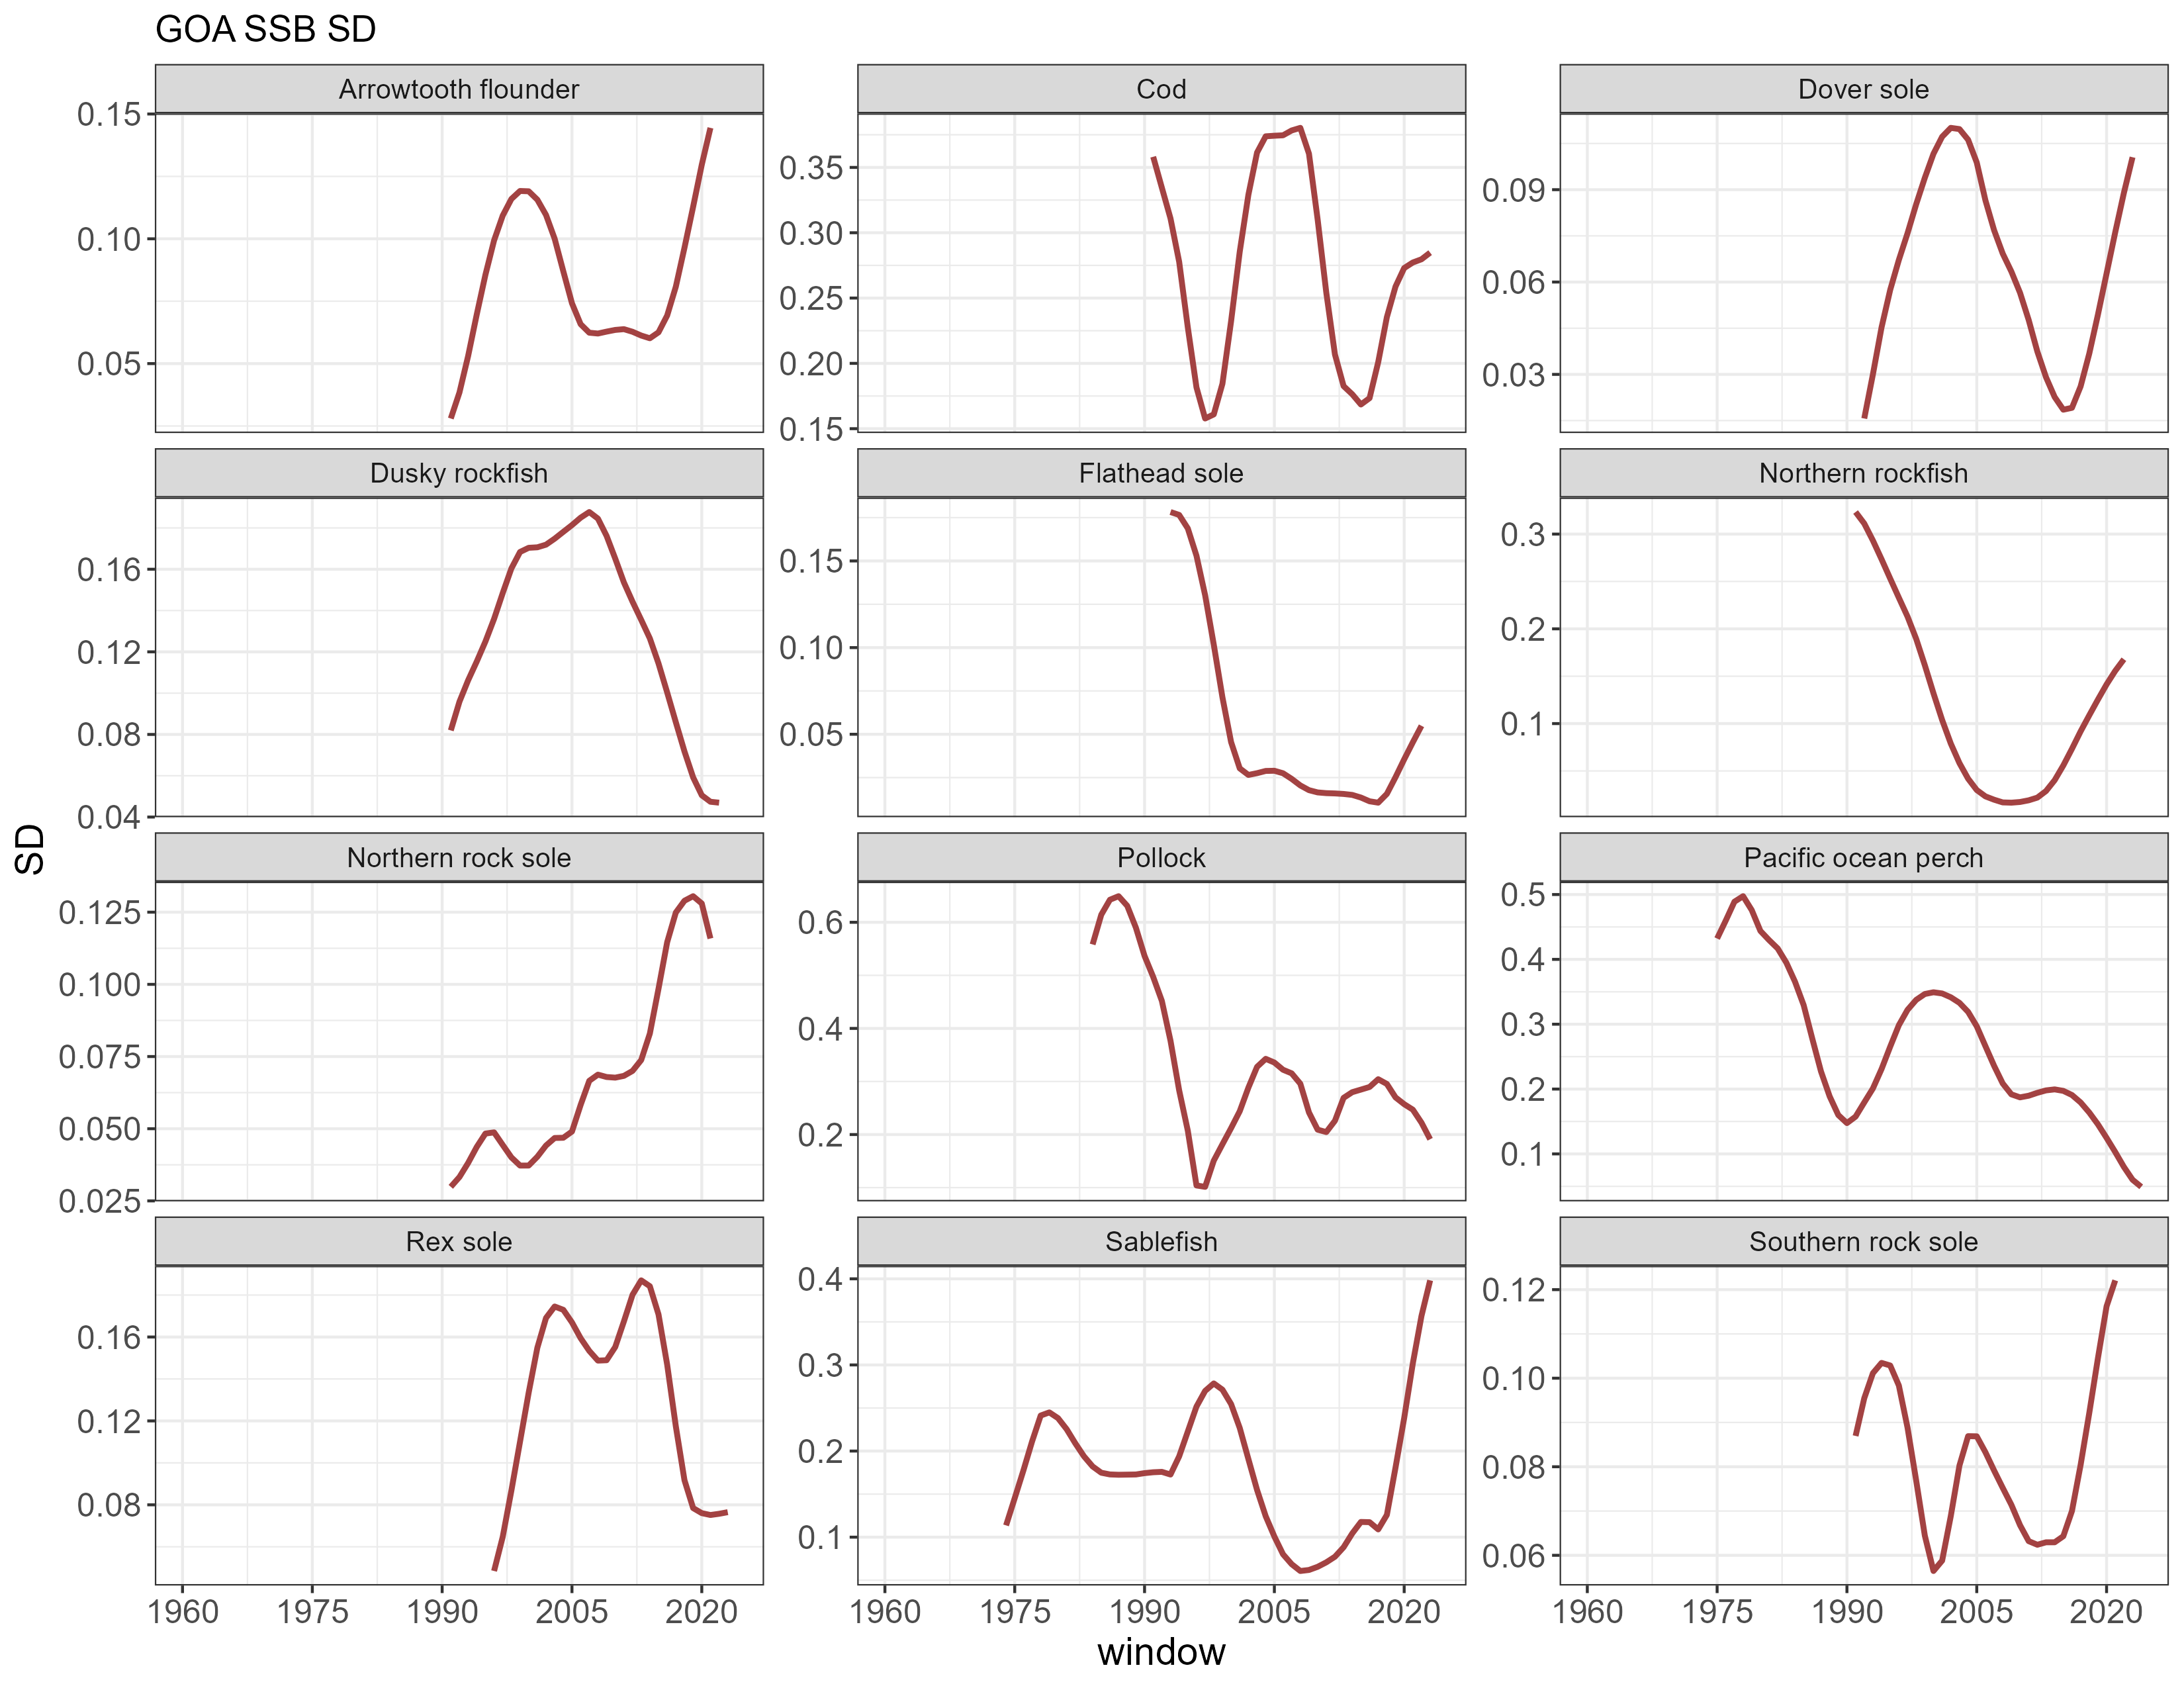 GOA SSB SD
Arrowtooth flounder
Cod
Dover sole
0.15
0.10
0.05
0.35
0.30
0.25
0.20
0.15
0.09
0.06
0.03
Dusky rockfish
Flathead sole
Northern rockfish
0.16
0.12
0.08
0.04
0.15
0.10
0.05
0.3
0.2
0.1
SD
Northern rock sole
Pollock
Pacific ocean perch
0.125
0.100
0.075
0.050
0.025
0.6
0.4
0.2
0.5
0.4
0.3
0.2
0.1
Rex sole
Sablefish
Southern rock sole
0.16
0.12
0.08
0.4
0.3
0.2
0.1
0.12
0.10
0.08
0.06
1960 1975 1990 2005 2020
1960 1975 1990 2005 2020
1960 1975 1990 2005 2020
window